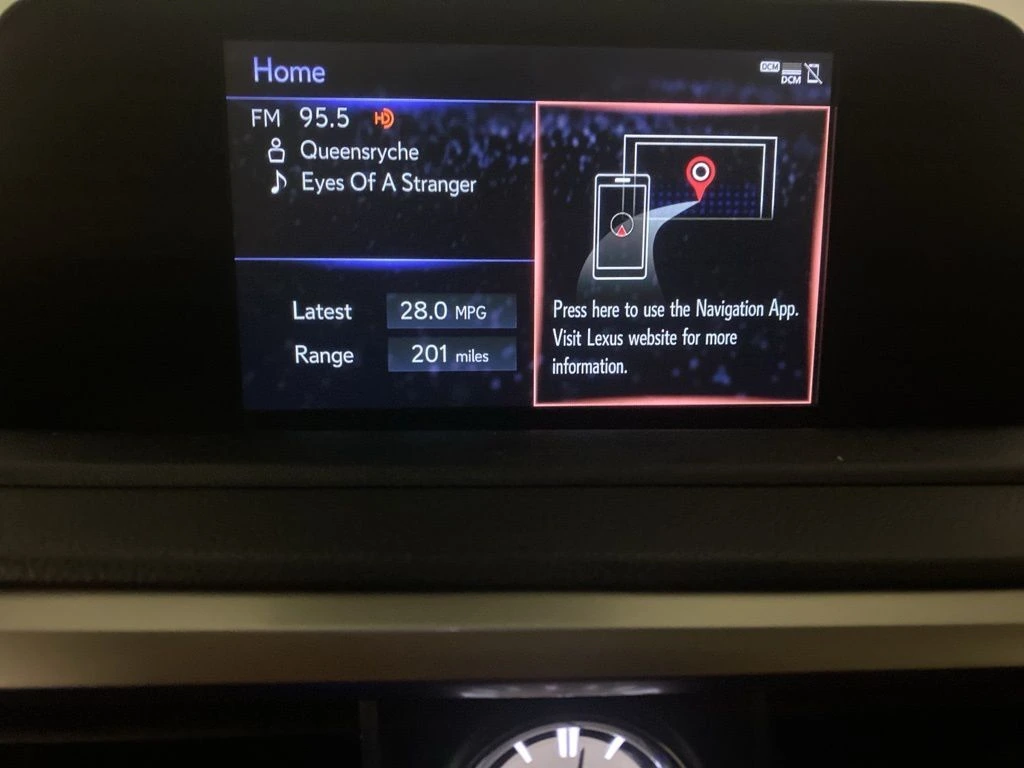 Home
DCM
DCM
FM 95.5 HD
Queensryche
Eyes Of A Stranger
Latest 28.0 MPG
Range 201 miles
Press here to use the Navigation App.
Visit Lexus website for more
information.